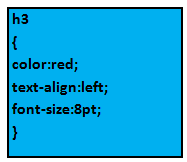 h3
{
color:red;
text-align:left;
font-size:8pt;
}